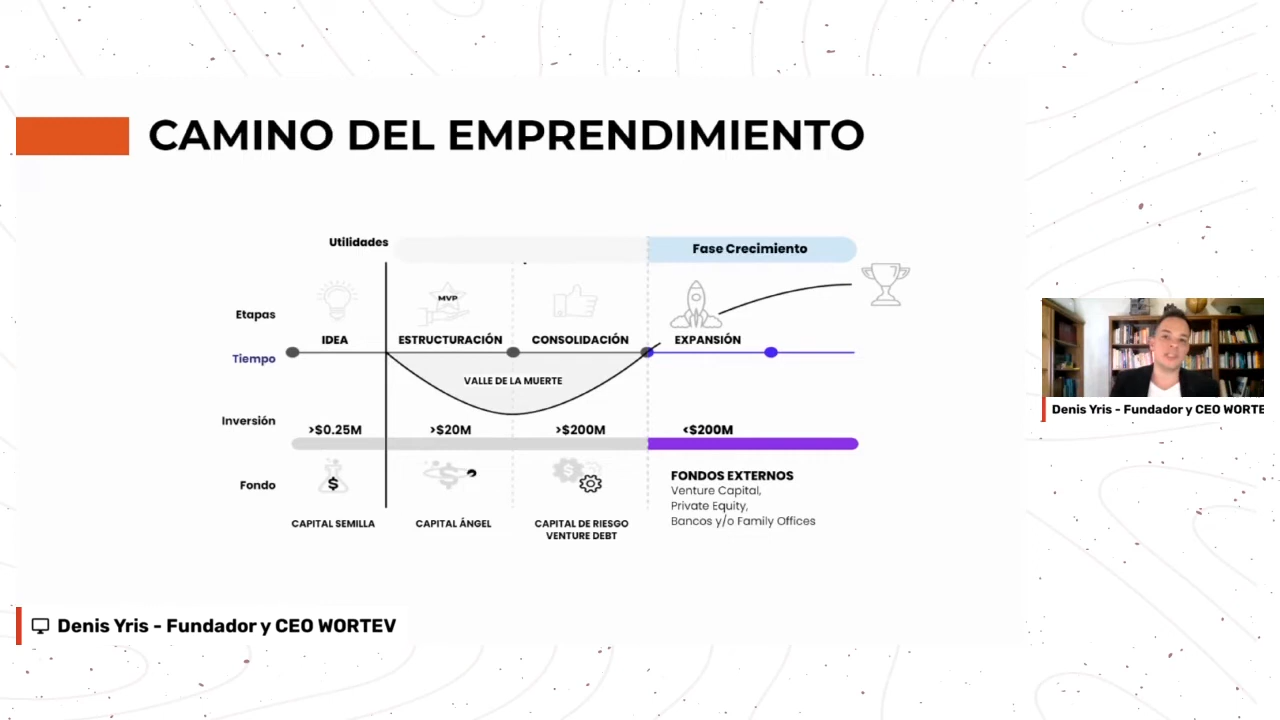 CAMINO DEL EMPRENDIMIENTO
Utilidades
Fase Crecimiento
Etapas
MVP
IDEA
ESTRUCTURACIÓN
CONSOLIDACIÓN
EXPANSIÓN
Tiempo
VALLE DE LA MUERTE
Inversión
>$0.25M
>$20M
>$200M
<$200M
Fondo
$
$
$
CAPITAL SEMILLA
CAPITAL ÁNGEL
CAPITAL DE RIESGO
VENTURE DEBT
FONDOS EXTERNOS
Venture Capital,
Private Equity,
Bancos y/o Family Offices
Denis Yris - Fundador y CEO WORTE
Denis Yris - Fundador y CEO WORTEV